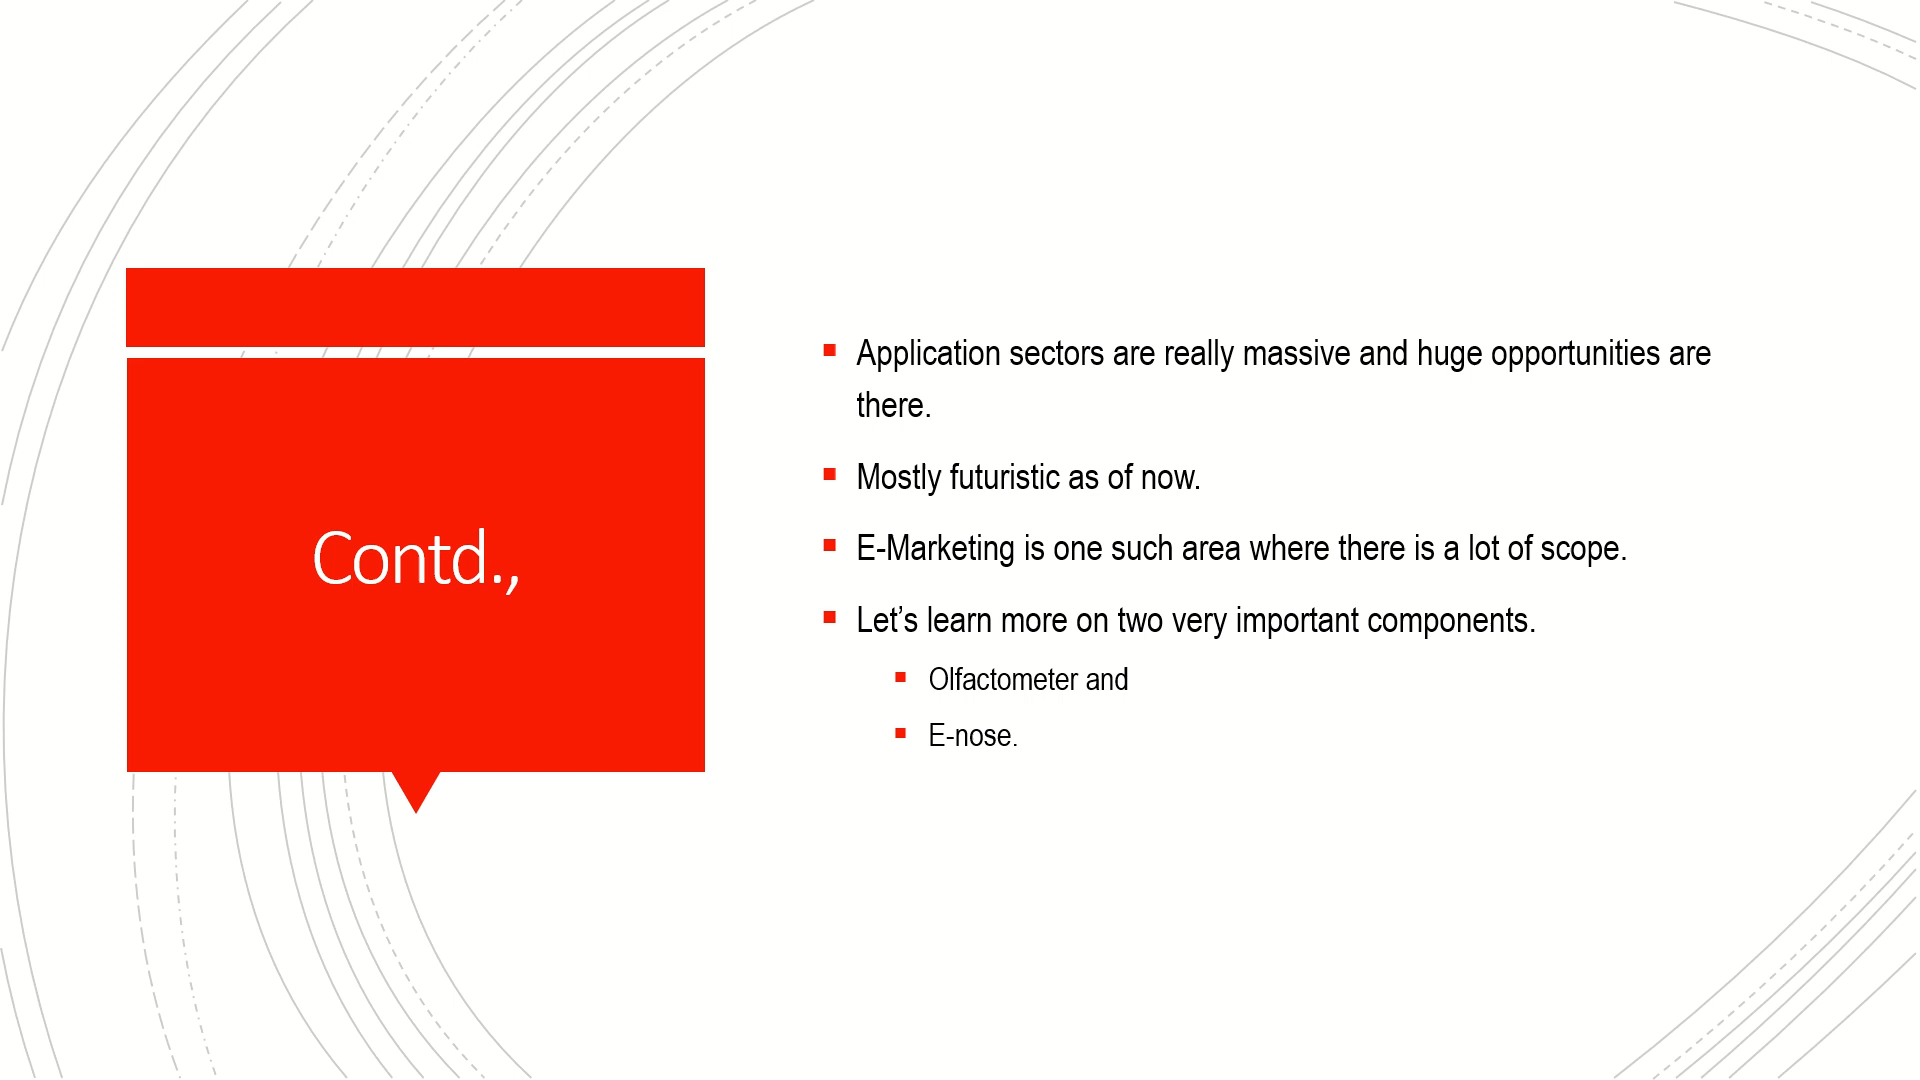 Contd.,
Application sectors are really massive and huge opportunities are
there.
Mostly futuristic as of now.
E-Marketing is one such area where there is a lot of scope.
Let’s learn more on two very important components.
Olfactometer and
E-nose.